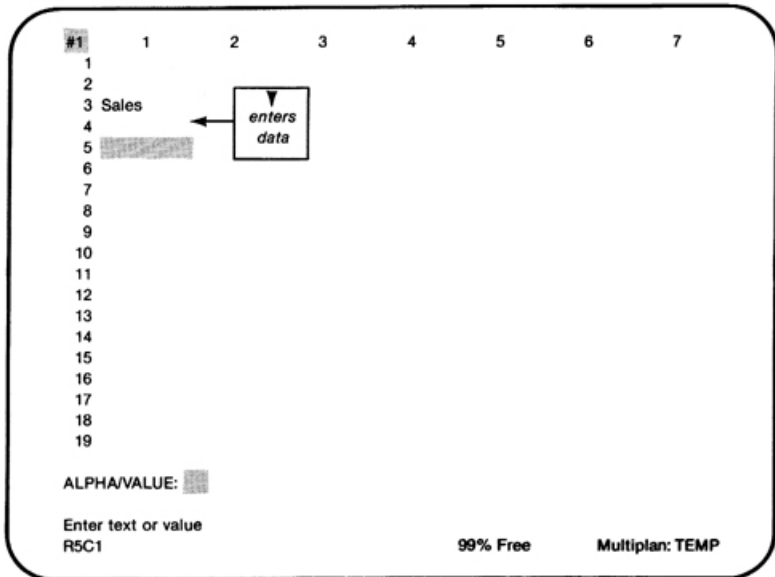 #1 1 2 3 4 5 6 7
1
2
3 Sales
4
enters
data
5
6
7
8
9
10
11
12
13
14
15
16
17
18
19
ALPHA/VALUE:
Enter text or value
R5C1 99% Free Multiplan: TEMP